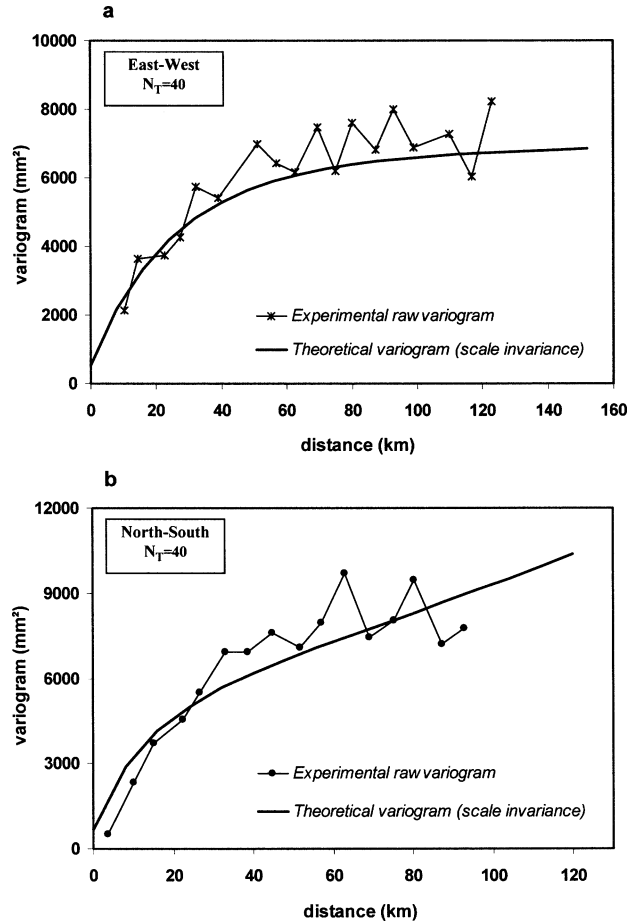 a
10000
8000
6000
4000
2000
0
variogram (mm²)
East-West
N_T=40
Experimental raw variogram
Theoretical variogram (scale invariance)
0 20 40 60 80 100 120 140 160
distance (km)
b
12000
9000
6000
3000
0
variogram (mm²)
North-South
N_T=40
Experimental raw variogram
Theoretical variogram (scale invariance)
0 20 40 60 80 100 120
distance (km)